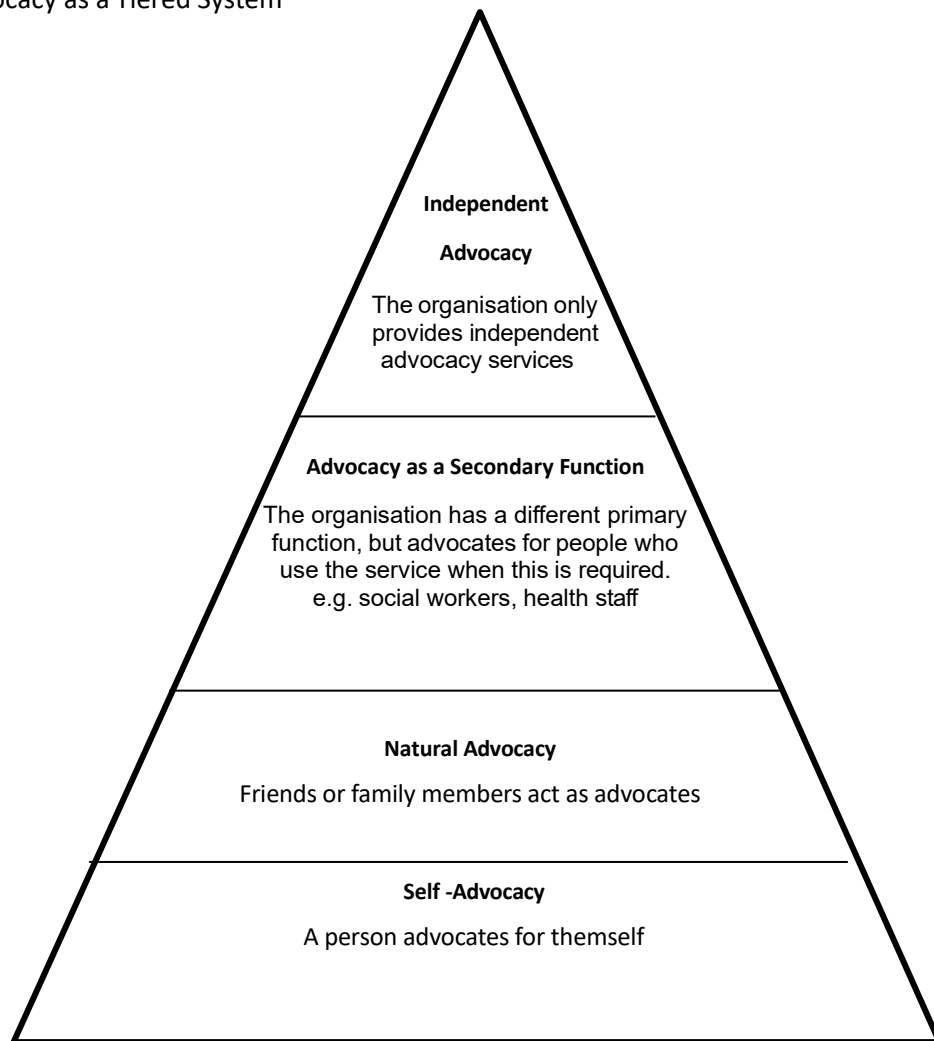 ocacy as a Tiered System
Independent
Advocacy
The organisation only
provides independent
advocacy services
Advocacy as a Secondary Function
The organisation has a different primary
function, but advocates for people who
use the service when this is required.
e.g. social workers, health staff
Natural Advocacy
Friends or family members act as advocates
Self -Advocacy
A person advocates for themself